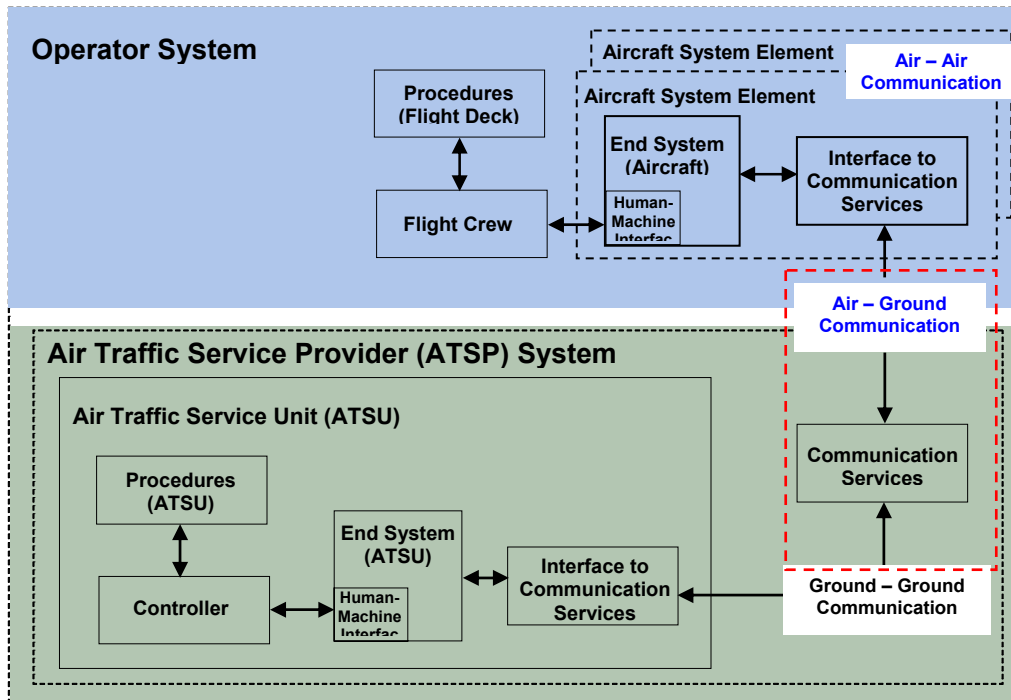 Operator System
Aircraft System Element
Air – Air
Communication
Aircraft System Element
Procedures
(Flight Deck)
End System
(Aircraft)
Interface to
Communication
Services
Human-
Machine
Interfac
Flight Crew
Air – Ground
Communication
Air Traffic Service Provider (ATSP) System
Air Traffic Service Unit (ATSU)
Communication
Services
Procedures
(ATSU)
End System
(ATSU)
Interface to
Communication
Services
Human-
Machine
Interfac
Controller
Ground – Ground
Communication